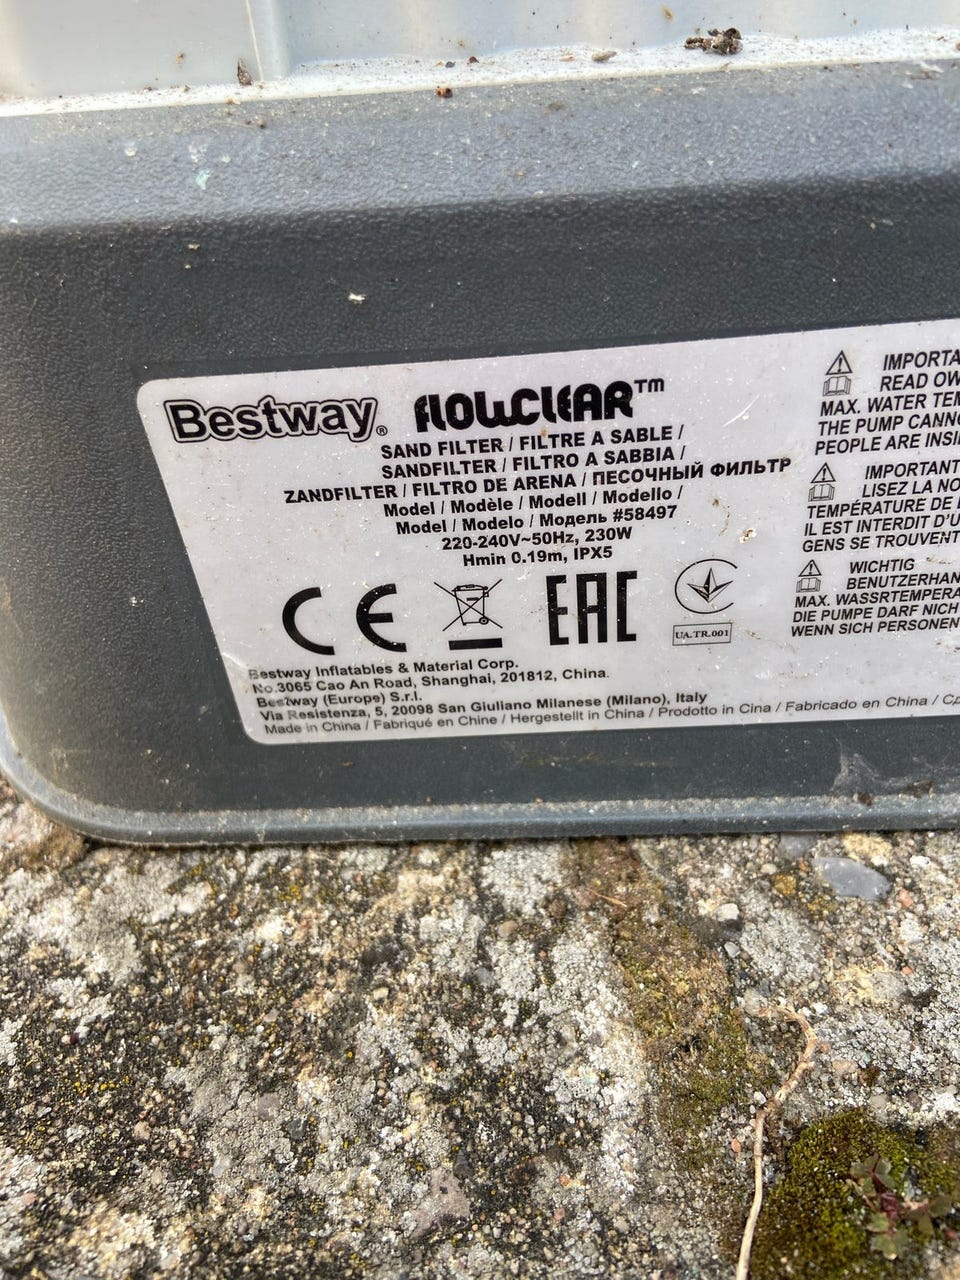 Bestway® FLOWCLEAR™
SAND FILTER / FILTRE A SABLE /
SANDFILTER / FILTRO A SABBIA /
ZANDFILTER / FILTRO DE ARENA / ПЕСОЧНЫЙ ФИЛЬТР
Model / Modèle / Modell / Modello /
Model / Modelo / Модель #58497
220-240V~50Hz, 230W
Hmin 0.19m, IPX5
CE EAC
UA.TR.001
Bestway Inflatables & Material Corp.
No.3065 Cao An Road, Shanghai, 201812, China.
Bestway (Europe) S.r.l.
Via Resistenza, 5, 20098 San Giuliano Milanese (Milano), Italy
Made in China / Fabriqué en Chine / Hergestellt in China / Prodotto in Cina / Fabricado en China /
IMPORTA
READ OW
MAX. WATER TEM
THE PUMP CANNO
PEOPLE ARE INSI
IMPORTANT
LISEZ LA NO
TEMPÉRATURE DE
IL EST INTERDIT D'U
GENS SE TROUVENT
WICHTIG
BENUTZERHAN
MAX. WASSRTEMPERA
DIE PUMPE DARF NICH
WENN SICH PERSONEN